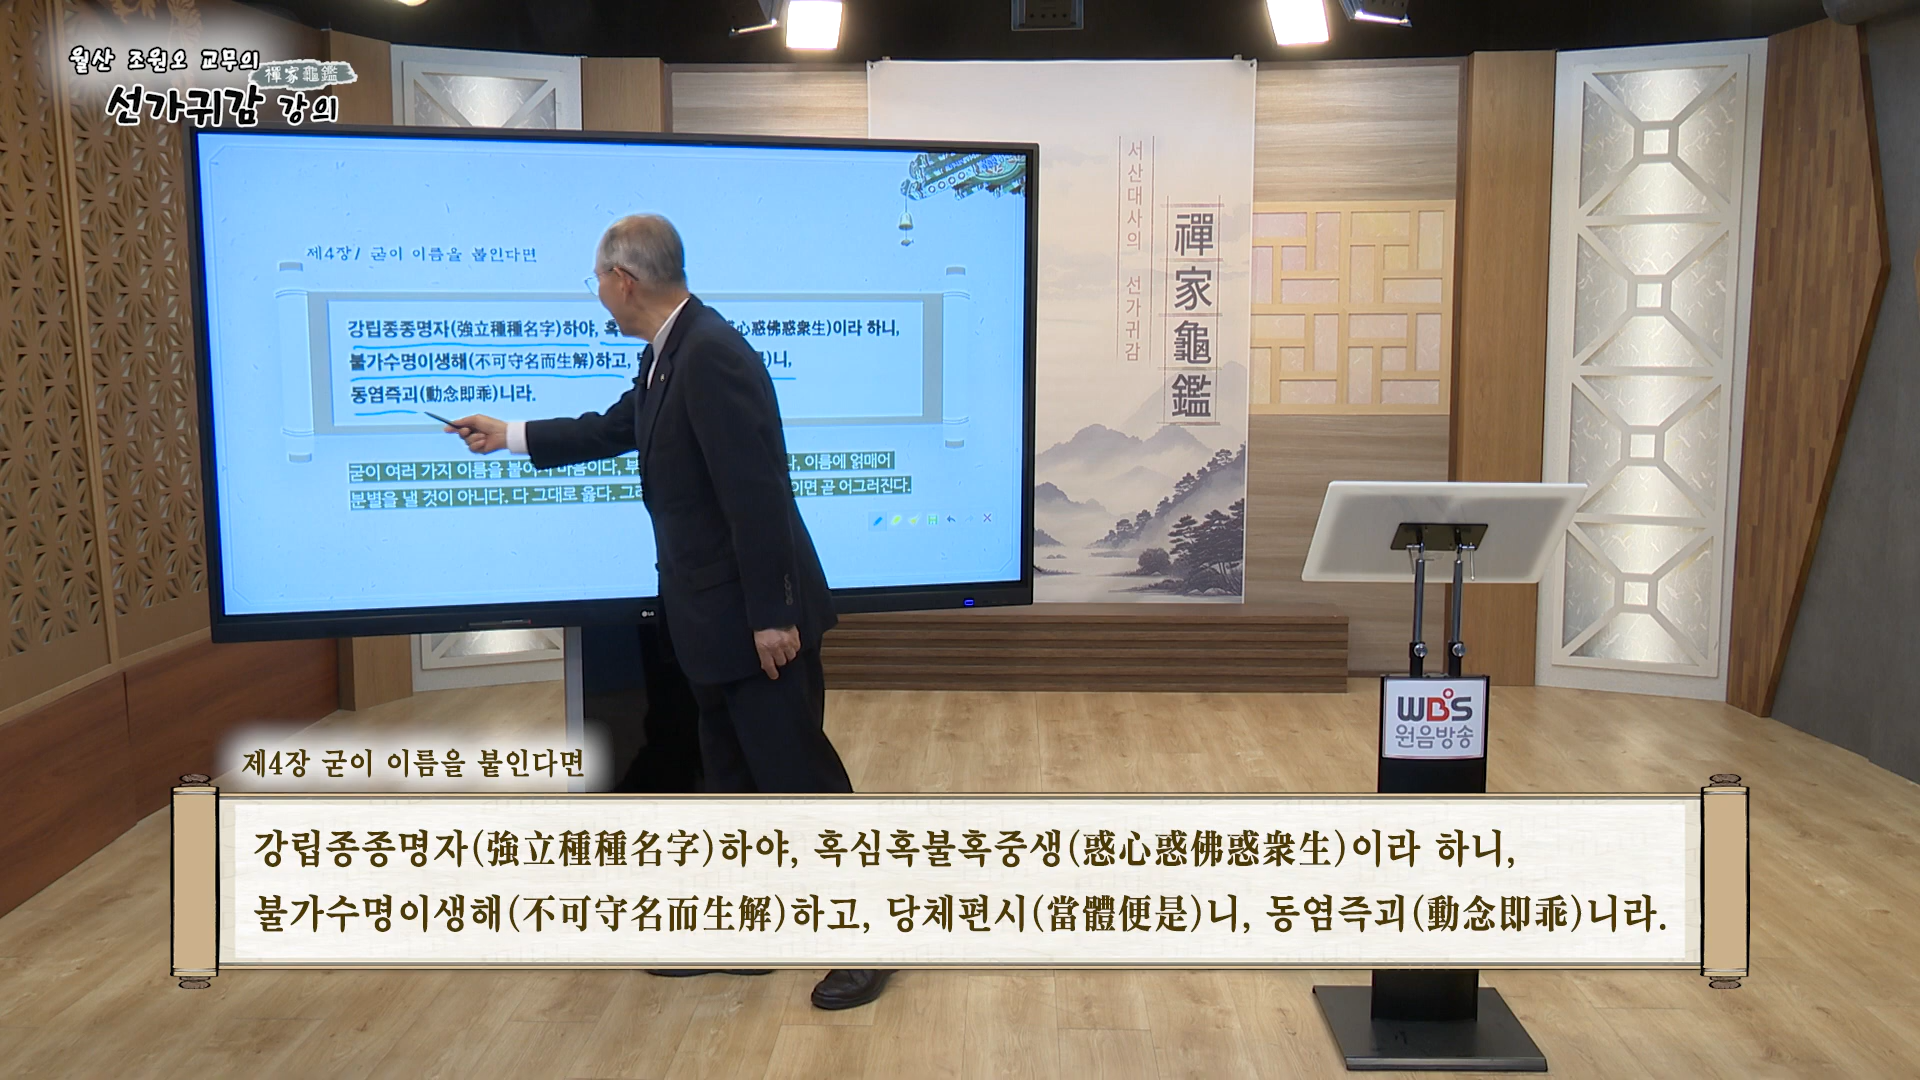 월산 조원오 교무의
禪家龜鑑
선가귀감 강의
제4장/ 굳이 이름을 붙인다면
강립종종명자(強立種種名字)하야, 혹 心惑佛惑衆生)이라 하니,
불가수명이생해(不可守名而生解)하고, 니,
동염즉괴(動念即乖)니라.
굳이 여러 가지 이름을 붙여서 마음이다, 부 다, 이름에 얽매어
분별을 낼 것이 아니다. 다 그대로 옳다. 그러 이면 곧 어그러진다.
LG
서산대사의 선가귀감
禪家龜鑑
WBS
원음방송
제4장 굳이 이름을 붙인다면
강립종종명자(強立種種名字)하야, 혹심혹불혹중생(惑心惑佛惑衆生)이라 하니,
불가수명이생해(不可守名而生解)하고, 당체편시(當體便是)니, 동염즉괴(動念即乖)니라.